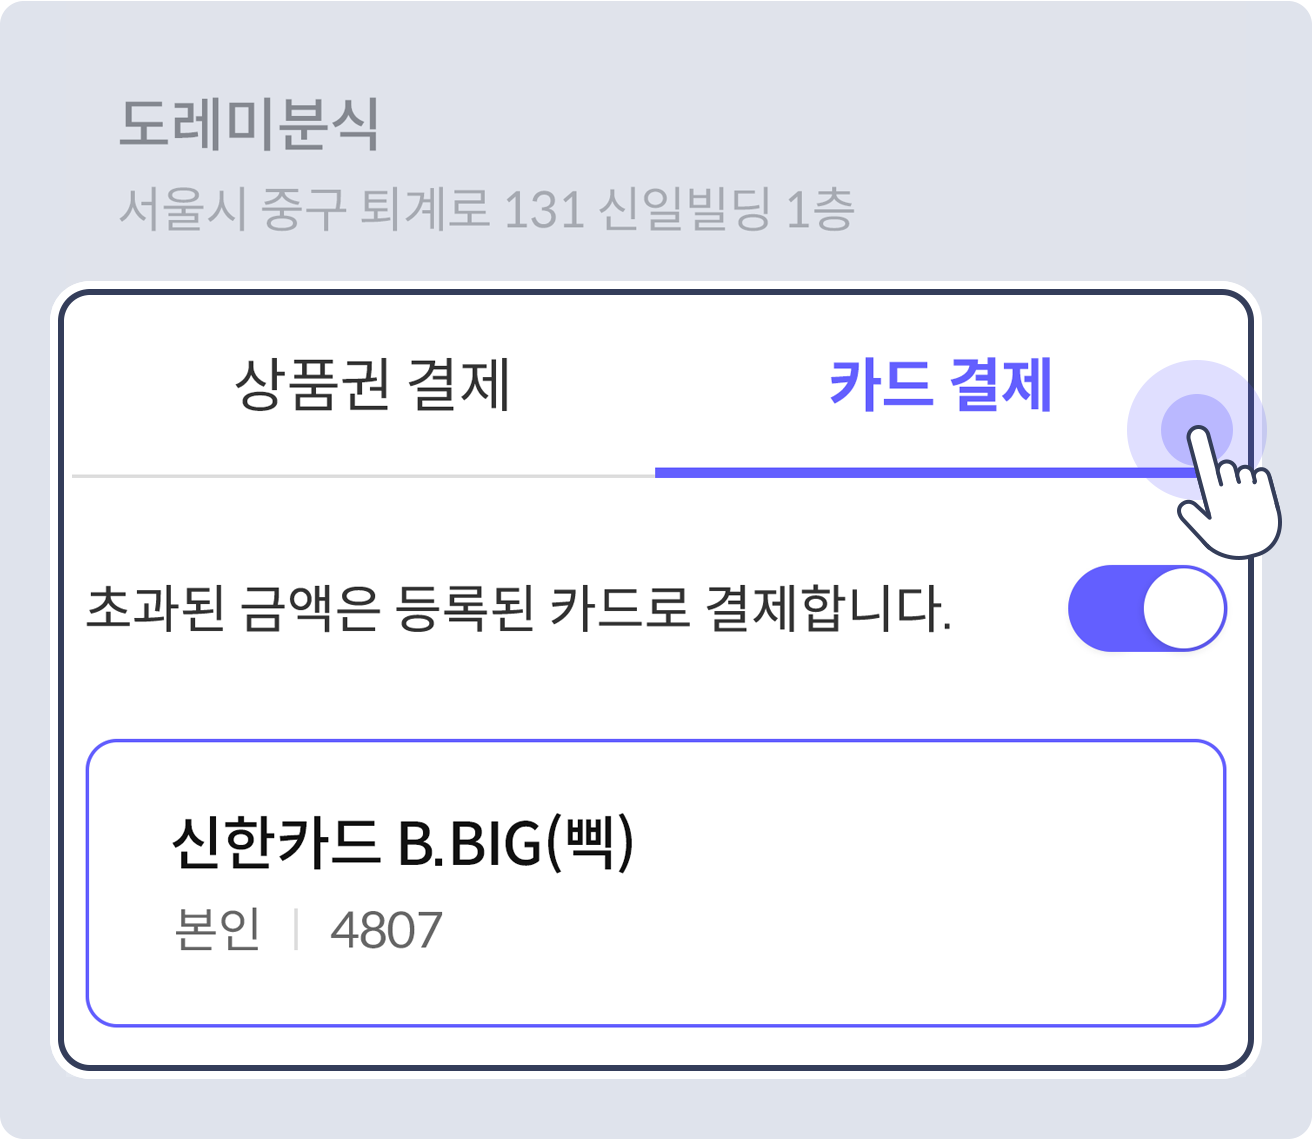 도레미분식
서울시 중구 퇴계로 131 신일빌딩 1층
상품권 결제
카드 결제
초과된 금액은 등록된 카드로 결제합니다.
신한카드 B.BIG(삑)
본인 | 4807